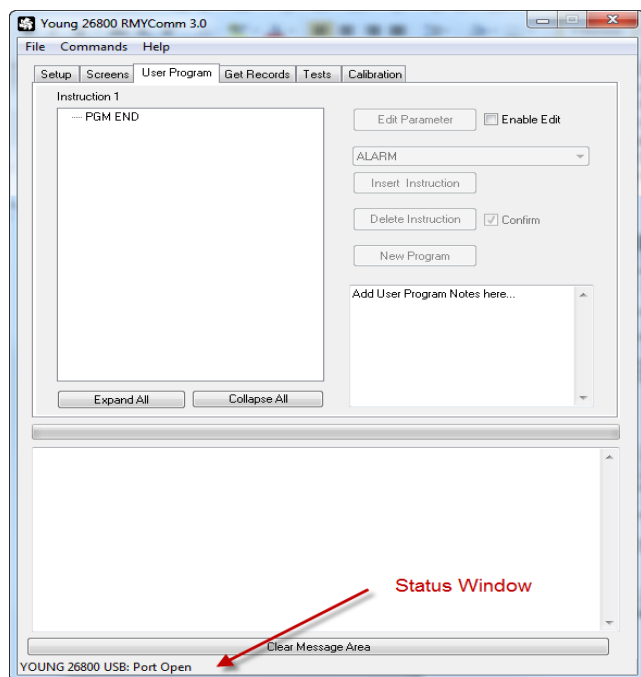 Young 26800 RMYComm 3.0
File Commands Help
Setup Screens User Program Get Records Tests Calibration
Instruction 1
PGM END
Edit Parameter Enable Edit
ALARM
Insert Instruction
Delete Instruction Confirm
New Program
Add User Program Notes here...
Expand All Collapse All
Status Window
Clear Message Area
YOUNG 26800 USB: Port Open